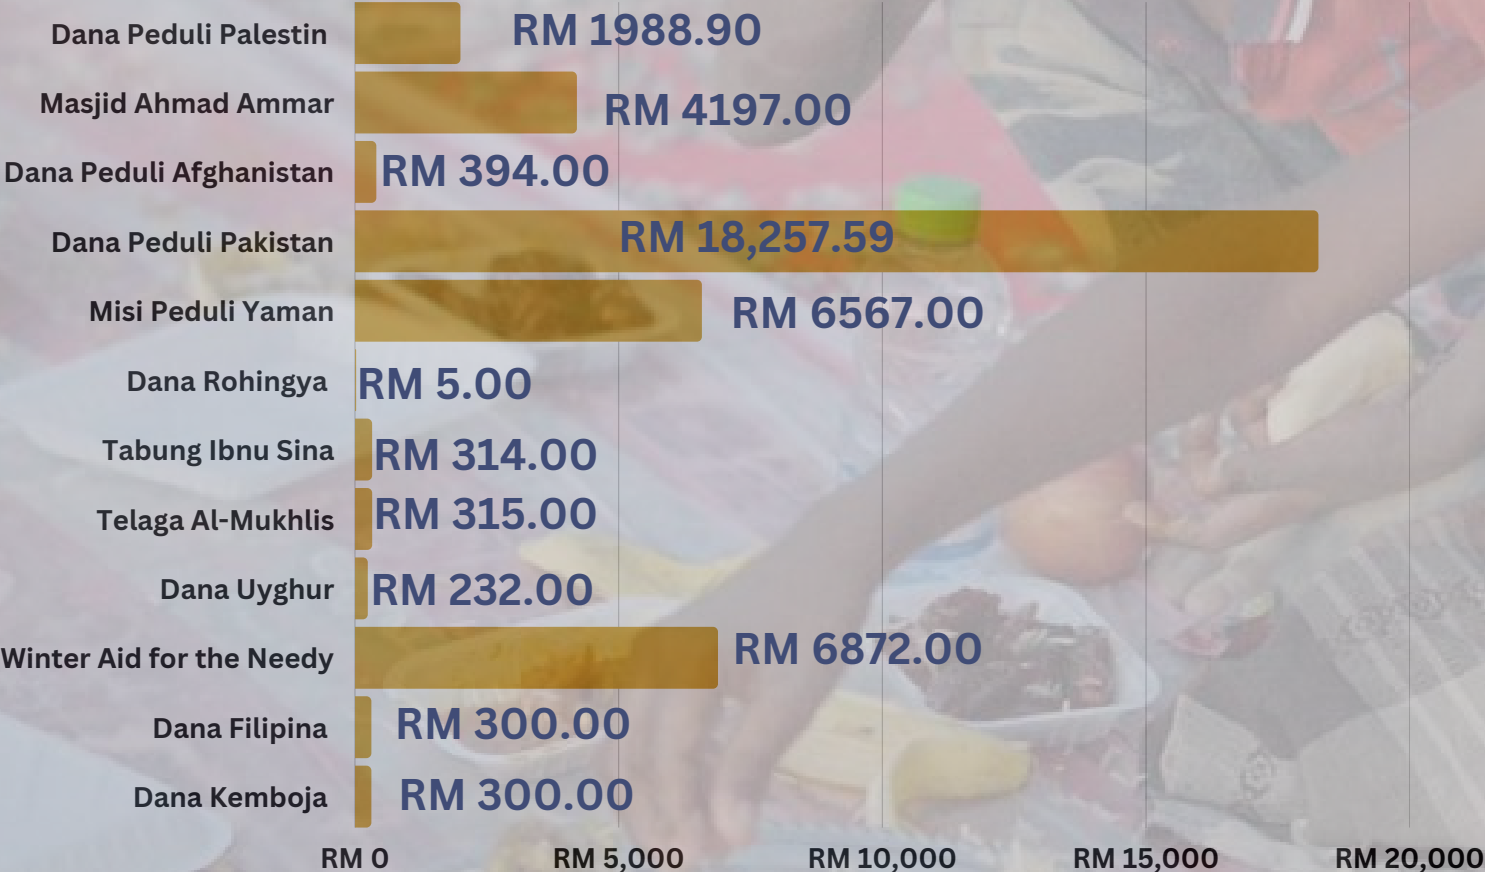 Dana Peduli Palestin RM 1988.90
Masjid Ahmad Ammar RM 4197.00
Dana Peduli Afghanistan RM 394.00
Dana Peduli Pakistan RM 18,257.59
Misi Peduli Yaman RM 6567.00
Dana Rohingya RM 5.00
Tabung Ibnu Sina RM 314.00
Telaga Al-Mukhlis RM 315.00
Dana Uyghur RM 232.00
Winter Aid for the Needy RM 6872.00
Dana Filipina RM 300.00
Dana Kemboja RM 300.00
RM 0 RM 5,000 RM 10,000 RM 15,000 RM 20,000